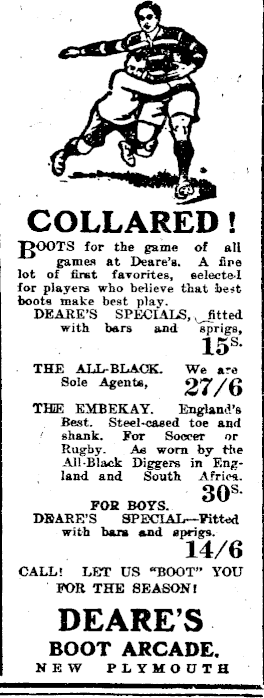 COLLARED!
BOOTS for the game of all
games at Deare's. A fine
lot of first favorites, selected
for players who believe that best
boots make best play.
DEARE'S SPECIALS, fitted
with bars and sprigs,
15s.
THE ALL-BLACK. We are
Sole Agents, 27/6
THE EMBEKAY. England's
Best. Steel-cased toe and
shank. For Soccer or
Rugby. As worn by the
All-Black Diggers in Eng-
land and South Africa.
30s.
FOR BOYS.
DEARE'S SPECIAL—Fitted
with bars and sprigs.
14/6
CALL! LET US "BOOT" YOU
FOR THE SEASON!
DEARE'S
BOOT ARCADE.
NEW PLYMOUTH